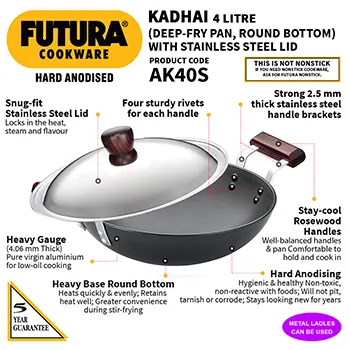 FUTURA®
COOKWARE
HARD ANODISED
KADHAI 4 LITRE
(DEEP-FRY PAN, ROUND BOTTOM)
WITH STAINLESS STEEL LID
PRODUCT CODE
AK40S
THIS IS NOT NONSTICK
IF YOU NEED NONSTICK COOKWARE,
ASK FOR FUTURA NONSTICK.
Snug-fit
Stainless Steel Lid
Locks in the heat,
steam and flavour
Four sturdy rivets
for each handle
Strong 2.5 mm
thick stainless steel
handle brackets
Stay-cool
Rosewood
Handles
Well-balanced handles
& pan Comfortable to
hold and cook in
Heavy Gauge
(4.06 mm Thick)
Pure virgin aluminium
for low-oil cooking
Heavy Base Round Bottom
Heats quickly & evenly; Retains
heat well; Greater convenience
during stir-frying
Hard Anodising
Hygienic & healthy Non-toxic,
non-reactive with foods; Will not pit,
tarnish or corrode; Stays looking new for years
5
YEAR
GUARANTEE
METAL LADLES
CAN BE USED